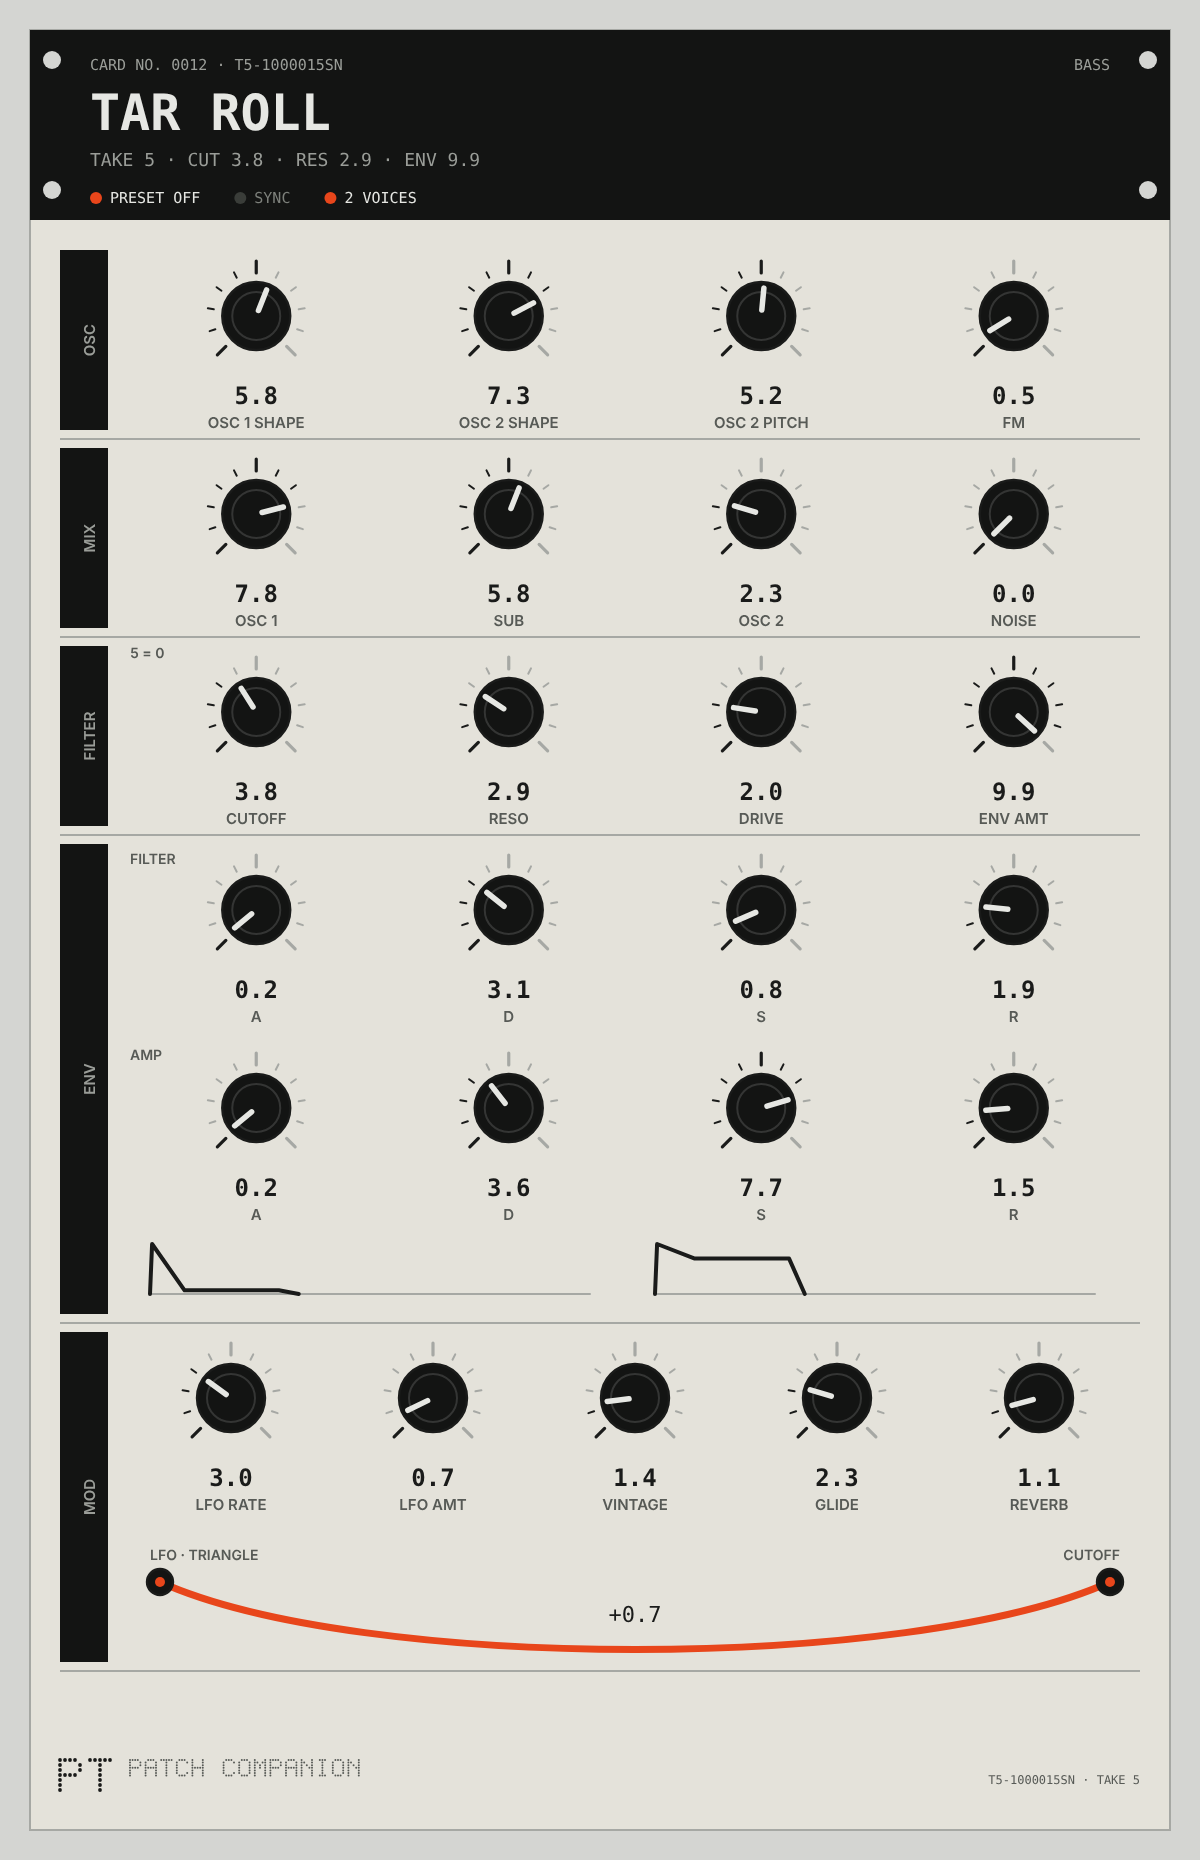 CARD NO. 0012 · T5-1000015SN
BASS
TAR ROLL
TAKE 5 · CUT 3.8 · RES 2.9 · ENV 9.9
PRESET OFF SYNC 2 VOICES
OSC
5.8 7.3 5.2 0.5
OSC 1 SHAPE OSC 2 SHAPE OSC 2 PITCH FM
MIX
7.8 5.8 2.3 0.0
OSC 1 SUB OSC 2 NOISE
FILTER
5 = 0
3.8 2.9 2.0 9.9
CUTOFF RESO DRIVE ENV AMT
ENV
FILTER
0.2 3.1 0.8 1.9
A D S R
AMP
0.2 3.6 7.7 1.5
A D S R
MOD
3.0 0.7 1.4 2.3 1.1
LFO RATE LFO AMT VINTAGE GLIDE REVERB
LFO · TRIANGLE CUTOFF
+0.7
PT PATCH COMPANION
T5-1000015SN · TAKE 5